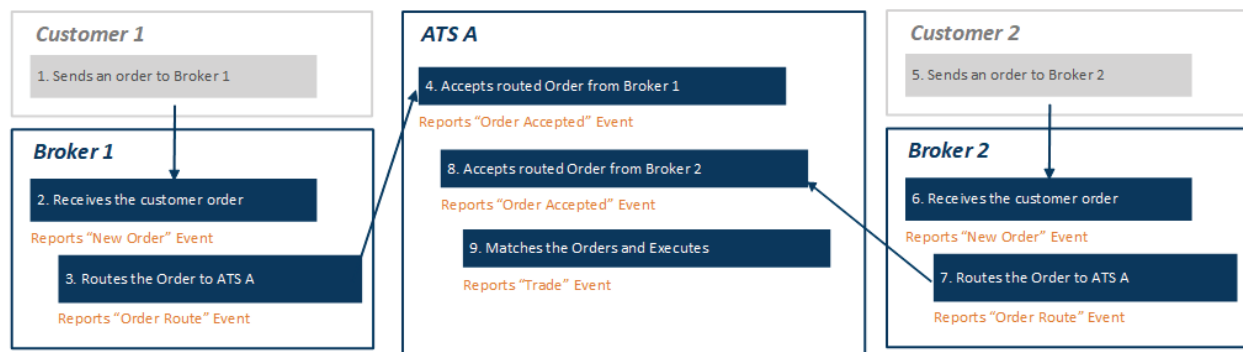 Customer 1
1. Sends an order to Broker 1
Broker 1
2. Receives the customer order
Reports “New Order” Event
3. Routes the Order to ATS A
Reports “Order Route” Event
ATS A
4. Accepts routed Order from Broker 1
Reports “Order Accepted” Event
8. Accepts routed Order from Broker 2
Reports “Order Accepted” Event
9. Matches the Orders and Executes
Reports “Trade” Event
Customer 2
5. Sends an order to Broker 2
Broker 2
6. Receives the customer order
Reports “New Order” Event
7. Routes the Order to ATS A
Reports “Order Route” Event